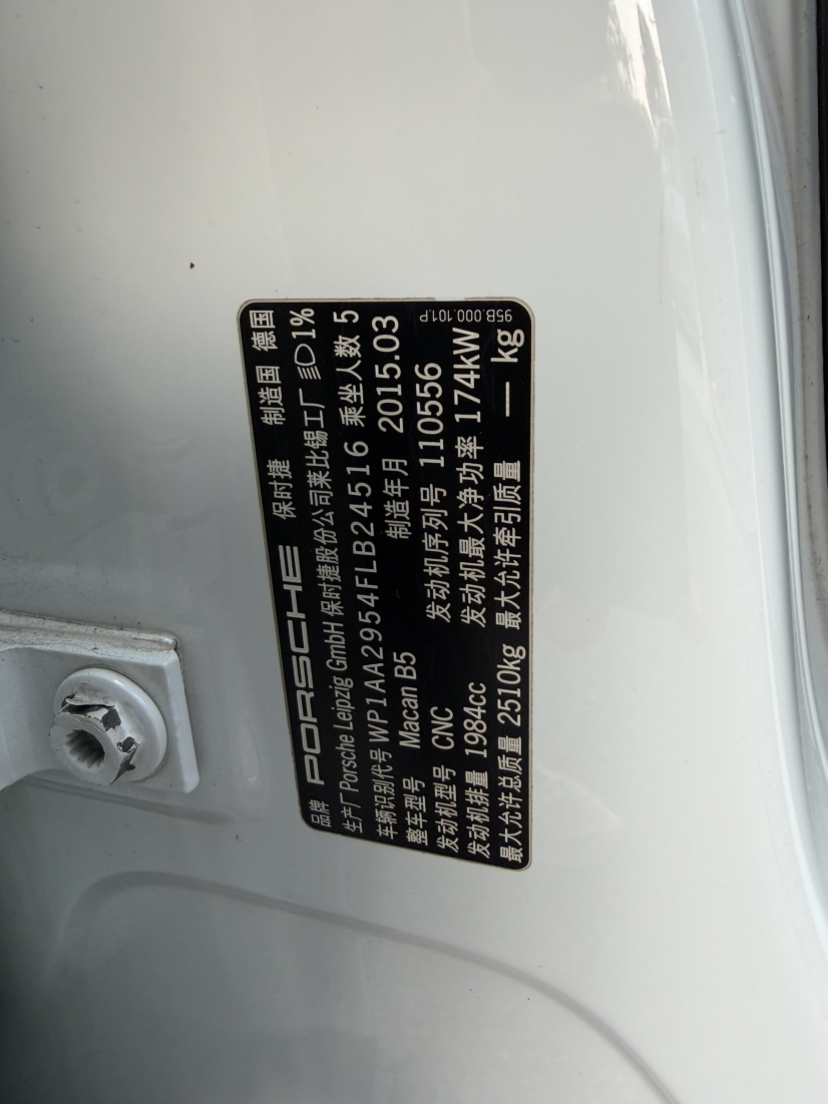 品牌 PORSCHE 保时捷 制造国 德国
生产厂 Porsche Leipzig GmbH 保时捷股份公司莱比锡工厂 1%
车辆识别代号 WP1AA2954FLB24516 乘坐人数 5
整车型号 Macan B5 制造年月 2015.03
发动机型号 CNC 发动机序列号 110556
发动机排量 1984cc 发动机最大净功率 174kW
最大允许总质量 2510kg 最大允许牵引质量 — kg
95B.000.101.P